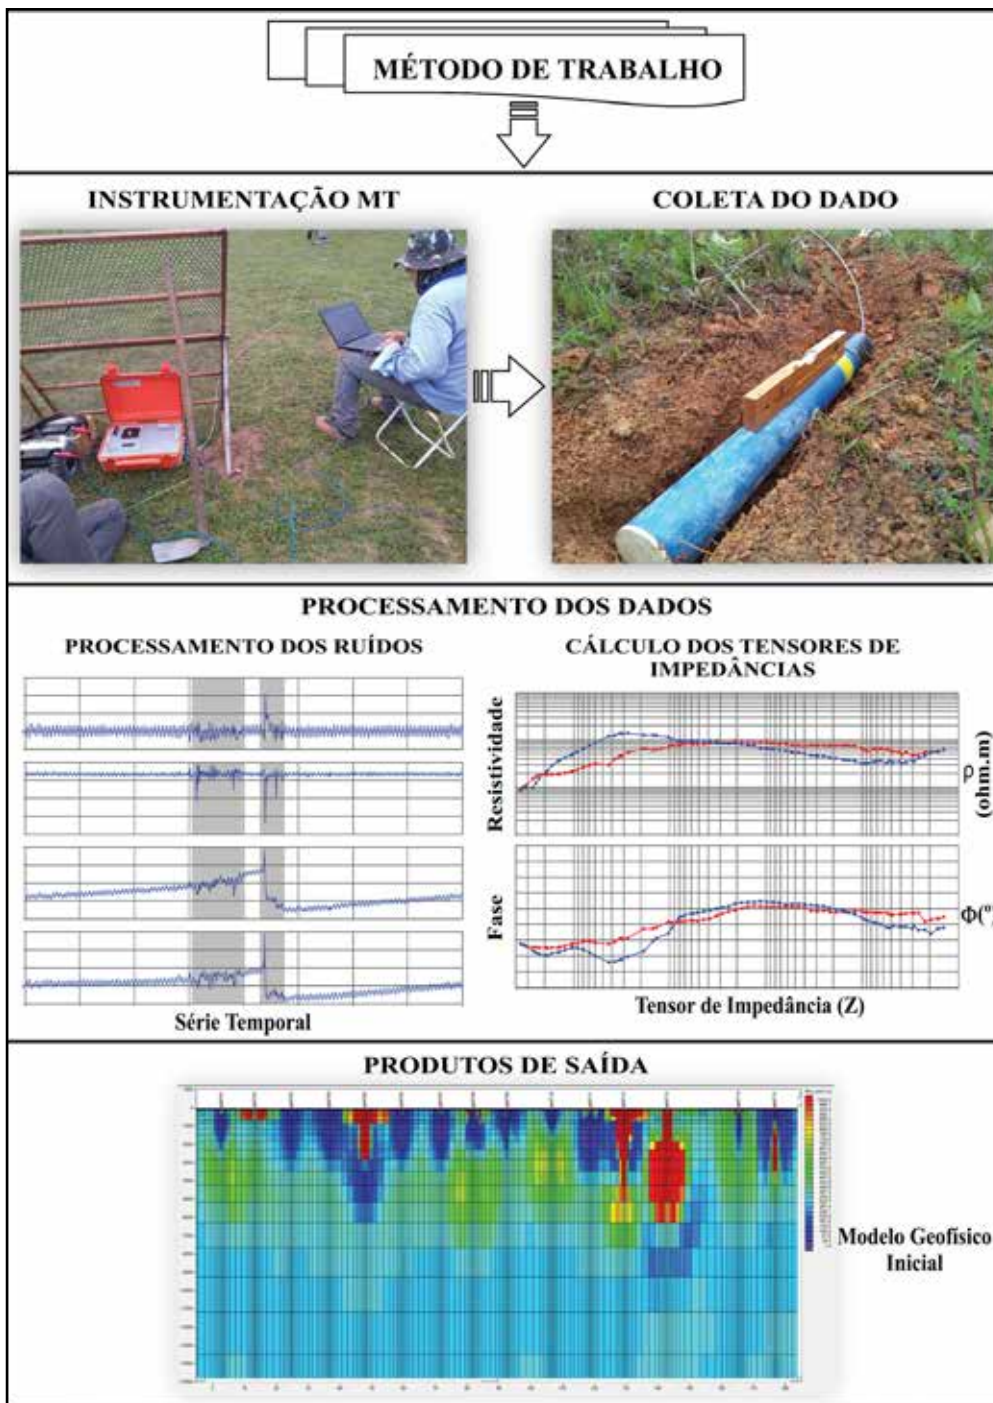 MÉTODO DE TRABALHO
INSTRUMENTAÇÃO MT
COLETA DO DADO
PROCESSAMENTO DOS DADOS
PROCESSAMENTO DOS RUÍDOS
Série Temporal
CÁLCULO DOS TENSORES DE
IMPEDÂNCIAS
Resistividade
ρ
(ohm.m)
Fase
Φ(º)
Tensor de Impedância (Z)
PRODUTOS DE SAÍDA
Modelo Geofísico
Inicial